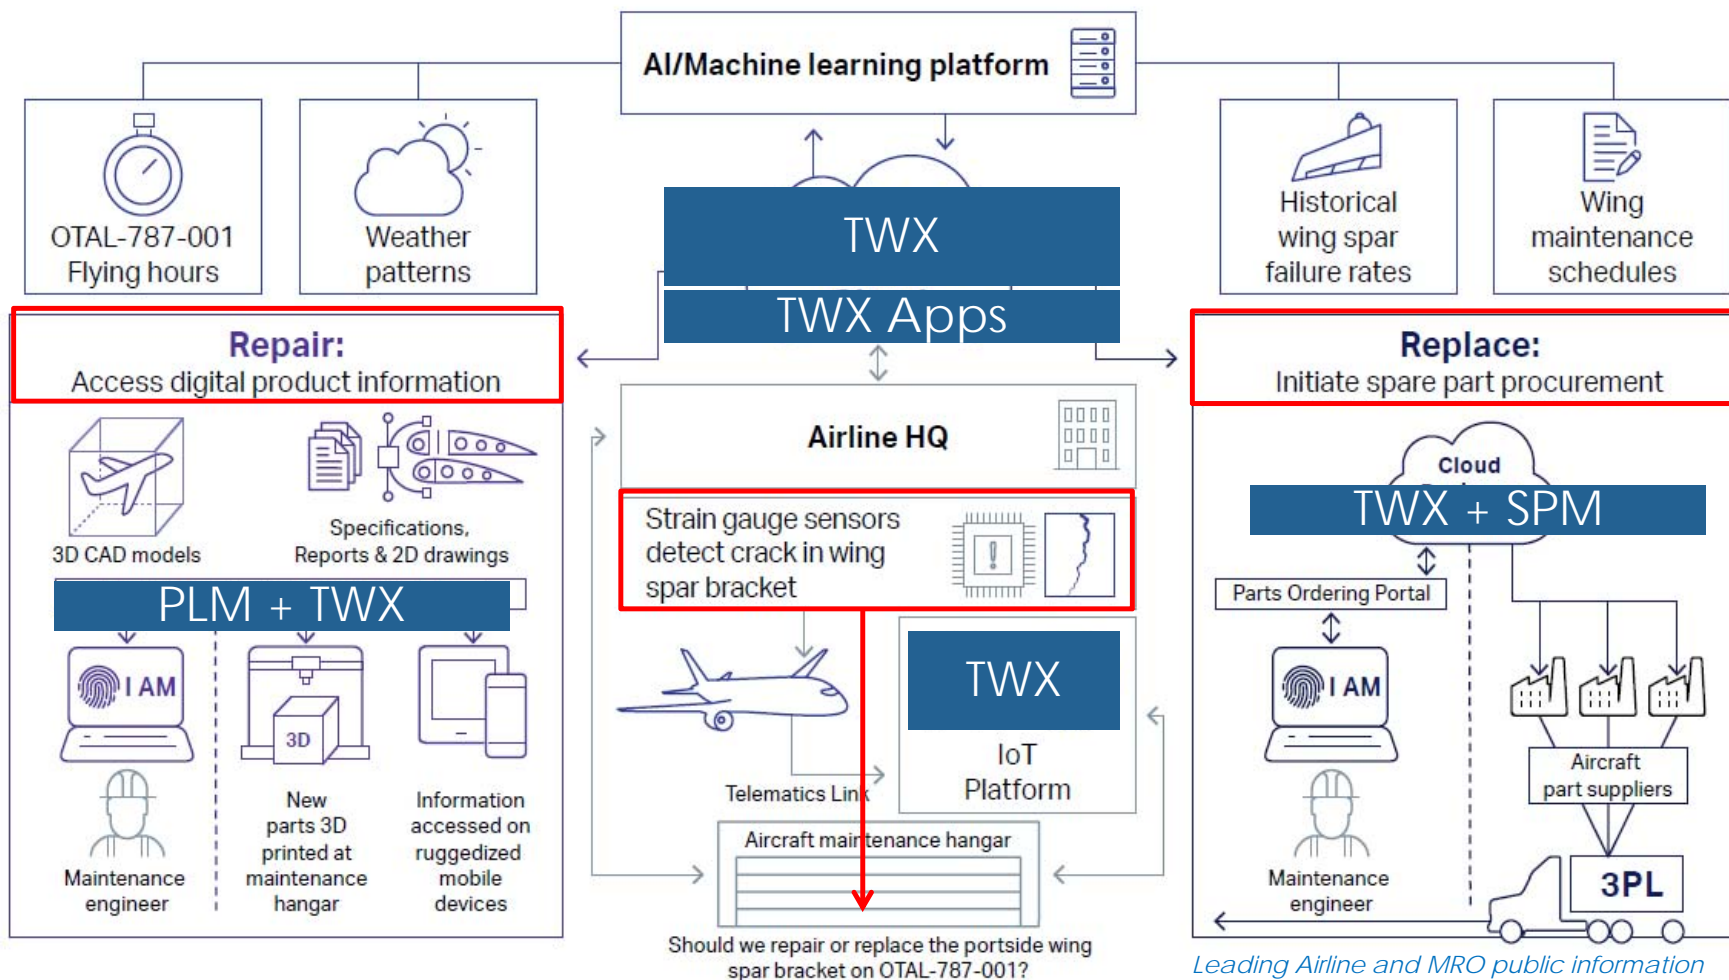 AI/Machine learning platform
OTAL-787-001
Flying hours
Weather
patterns
TWX
TWX Apps
Historical
wing spar
failure rates
Wing
maintenance
schedules
Repair:
Access digital product information
3D CAD models
Specifications,
Reports & 2D drawings
PLM + TWX
I AM
3D
Maintenance
engineer
New
parts 3D
printed at
maintenance
hangar
Information
accessed on
ruggedized
mobile
devices
Airline HQ
Strain gauge sensors
detect crack in wing
spar bracket
!
TWX
IoT
Platform
Telematics Link
Aircraft maintenance hangar
Should we repair or replace the portside wing
spar bracket on OTAL-787-001?
Replace:
Initiate spare part procurement
Cloud
TWX + SPM
Parts Ordering Portal
I AM
Maintenance
engineer
Aircraft
part suppliers
3PL
Leading Airline and MRO public information